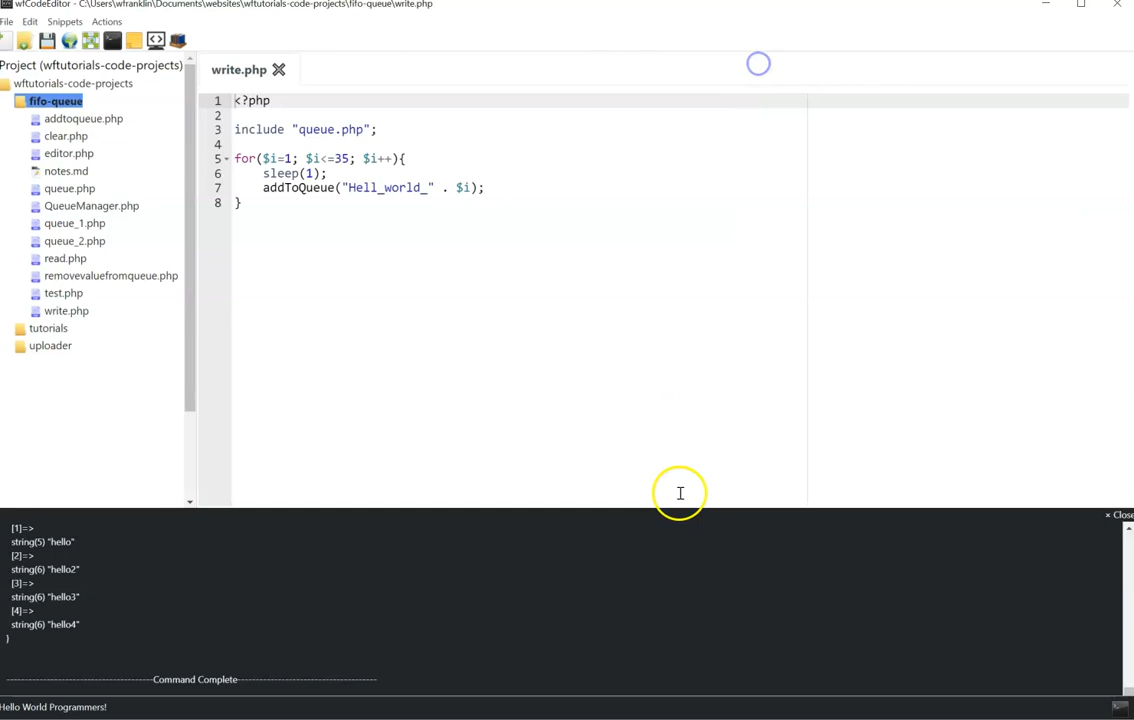 wfCodeEditor - C:\Users\wfranklin\Documents\websites\wftutorials-code-projects\fifo-queue\write.php
File Edit Snippets Actions
Project (wftutorials-code-projects)
wftutorials-code-projects
fifo-queue
addtoqueue.php
clear.php
editor.php
notes.md
queue.php
QueueManager.php
queue_1.php
queue_2.php
read.php
removevaluefromqueue.php
test.php
write.php
tutorials
uploader
write.php
1 <?php
2
3 include "queue.php";
4
5 for($i=1; $i<=35; $i++){
6 sleep(1);
7 addToQueue("Hell_world_" . $i);
8 }
× Close
[1]=>
string(5) "hello"
[2]=>
string(6) "hello2"
[3]=>
string(6) "hello3"
[4]=>
string(6) "hello4"
}
---------------------------------------Command Complete-------------------------------------
Hello World Programmers!